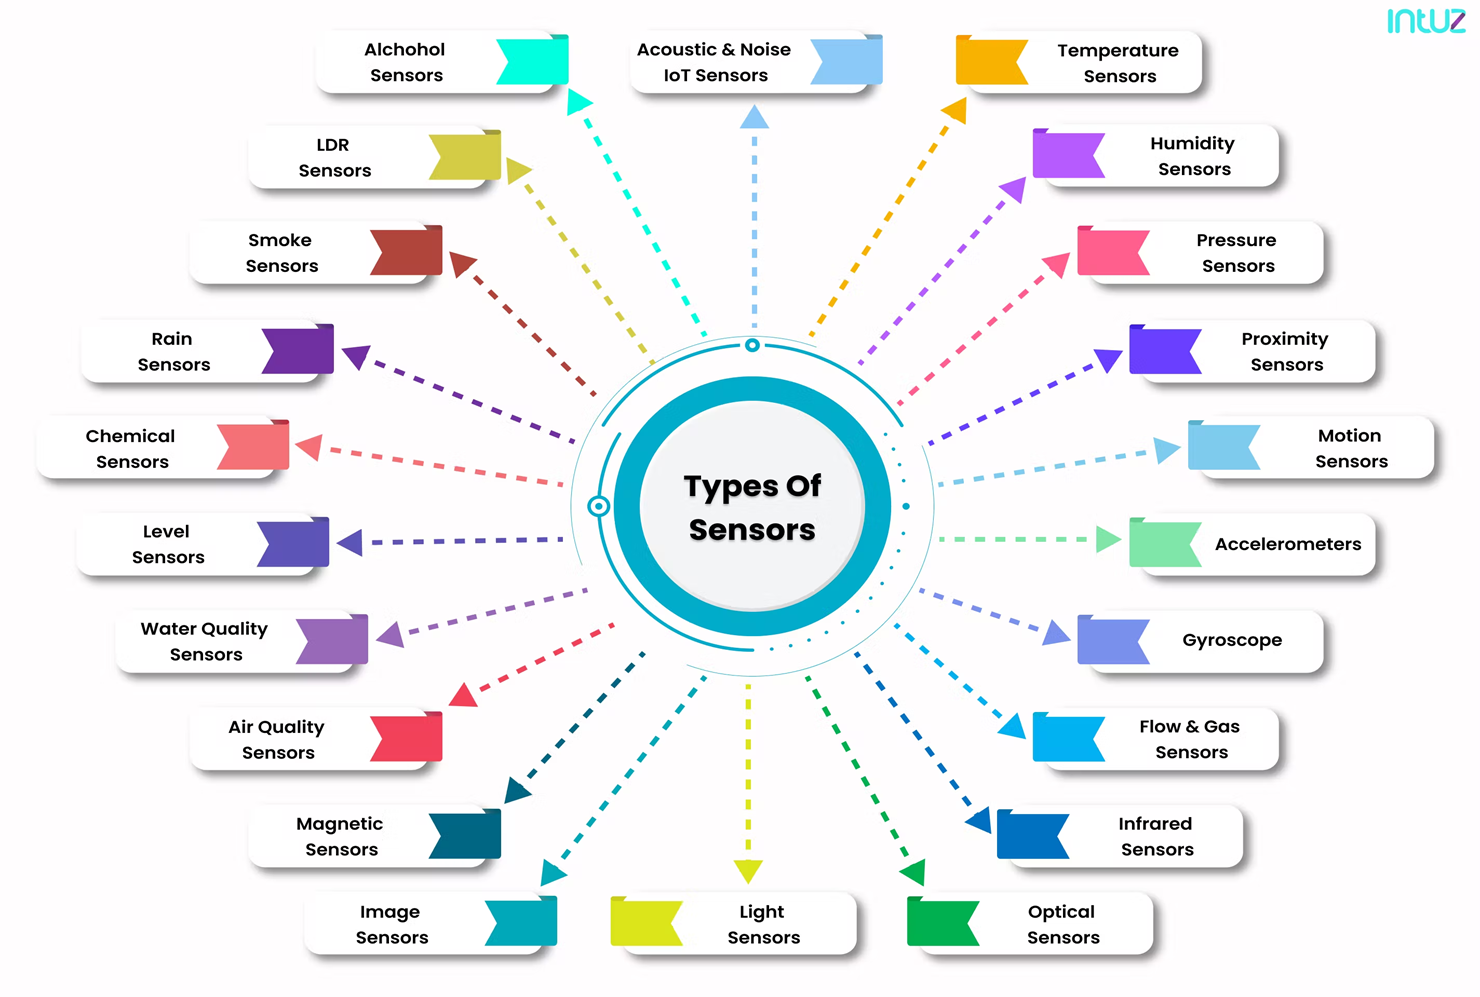 INTUZ
Alchohol
Sensors
Acoustic & Noise
IoT Sensors
Temperature
Sensors
LDR
Sensors
Humidity
Sensors
Smoke
Sensors
Pressure
Sensors
Rain
Sensors
Proximity
Sensors
Chemical
Sensors
Motion
Sensors
Types Of
Sensors
Level
Sensors
Accelerometers
Water Quality
Sensors
Gyroscope
Air Quality
Sensors
Flow & Gas
Sensors
Magnetic
Sensors
Infrared
Sensors
Image
Sensors
Light
Sensors
Optical
Sensors